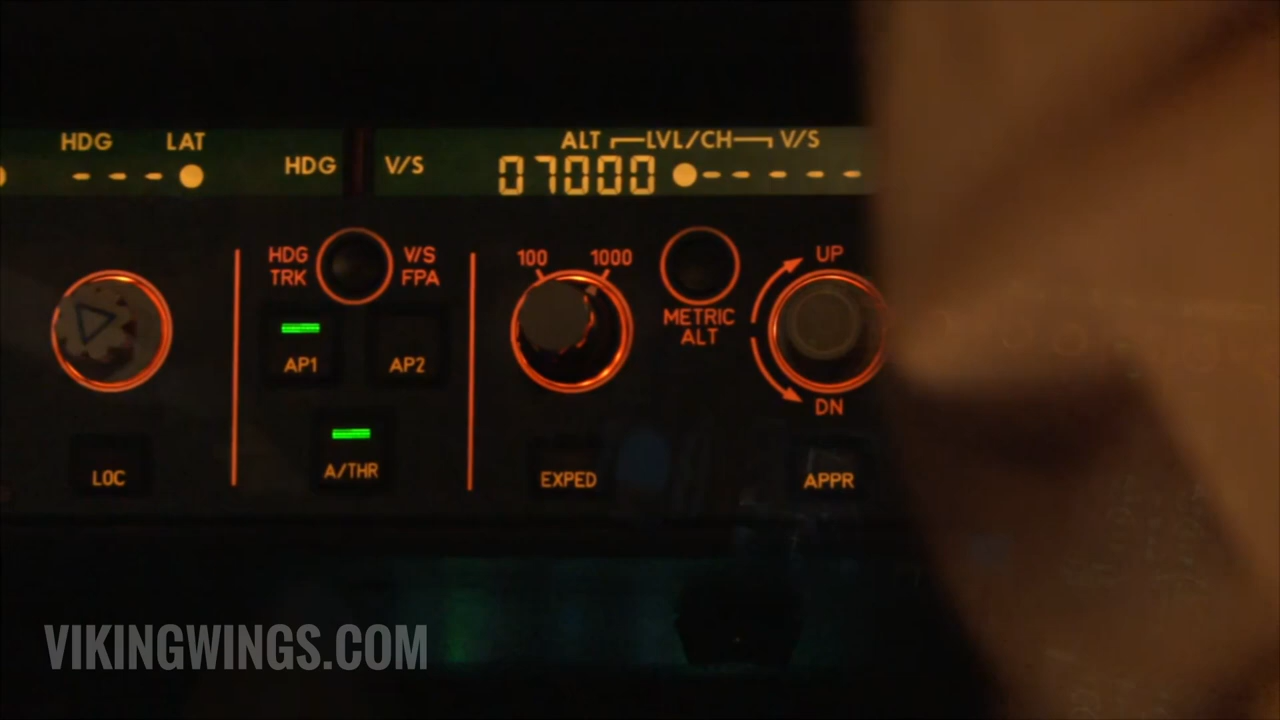 HDG LAT
HDG V/S
ALT LVL/CH V/S
- - - 07000 - - - - -
HDG V/S
TRK FPA
100 1000
UP
METRIC
ALT
AP1 AP2
DN
LOC A/THR EXPED APPR
VIKINGWINGS.COM